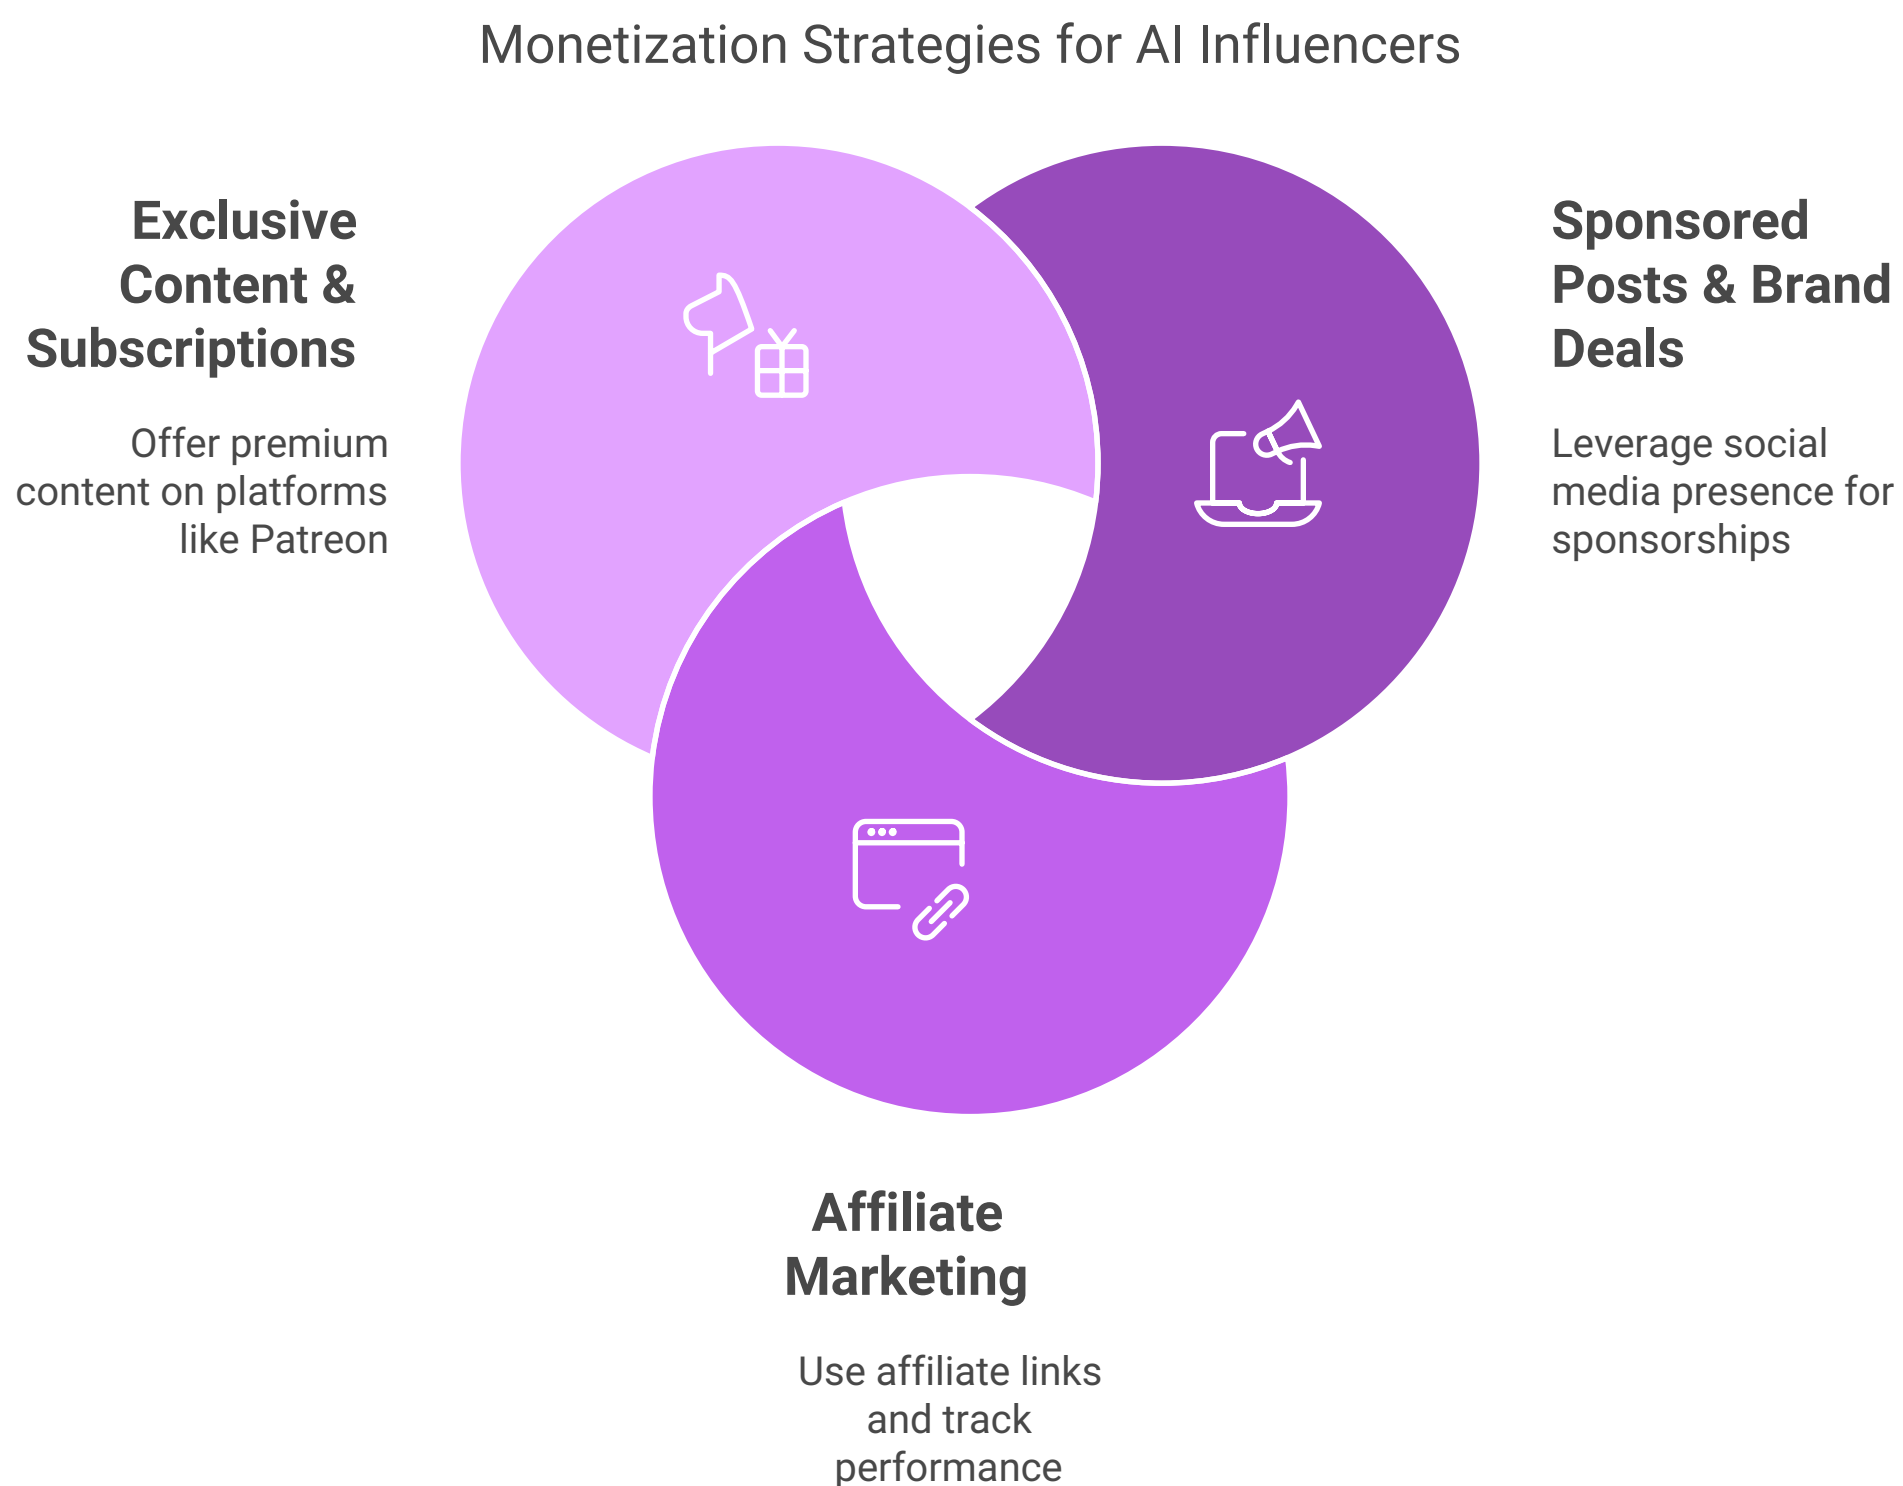 Monetization Strategies for AI Influencers
Exclusive
Content &
Subscriptions
Offer premium
content on platforms
like Patreon
Sponsored
Posts & Brand
Deals
Leverage social
media presence for
sponsorships
Affiliate
Marketing
Use affiliate links
and track
performance